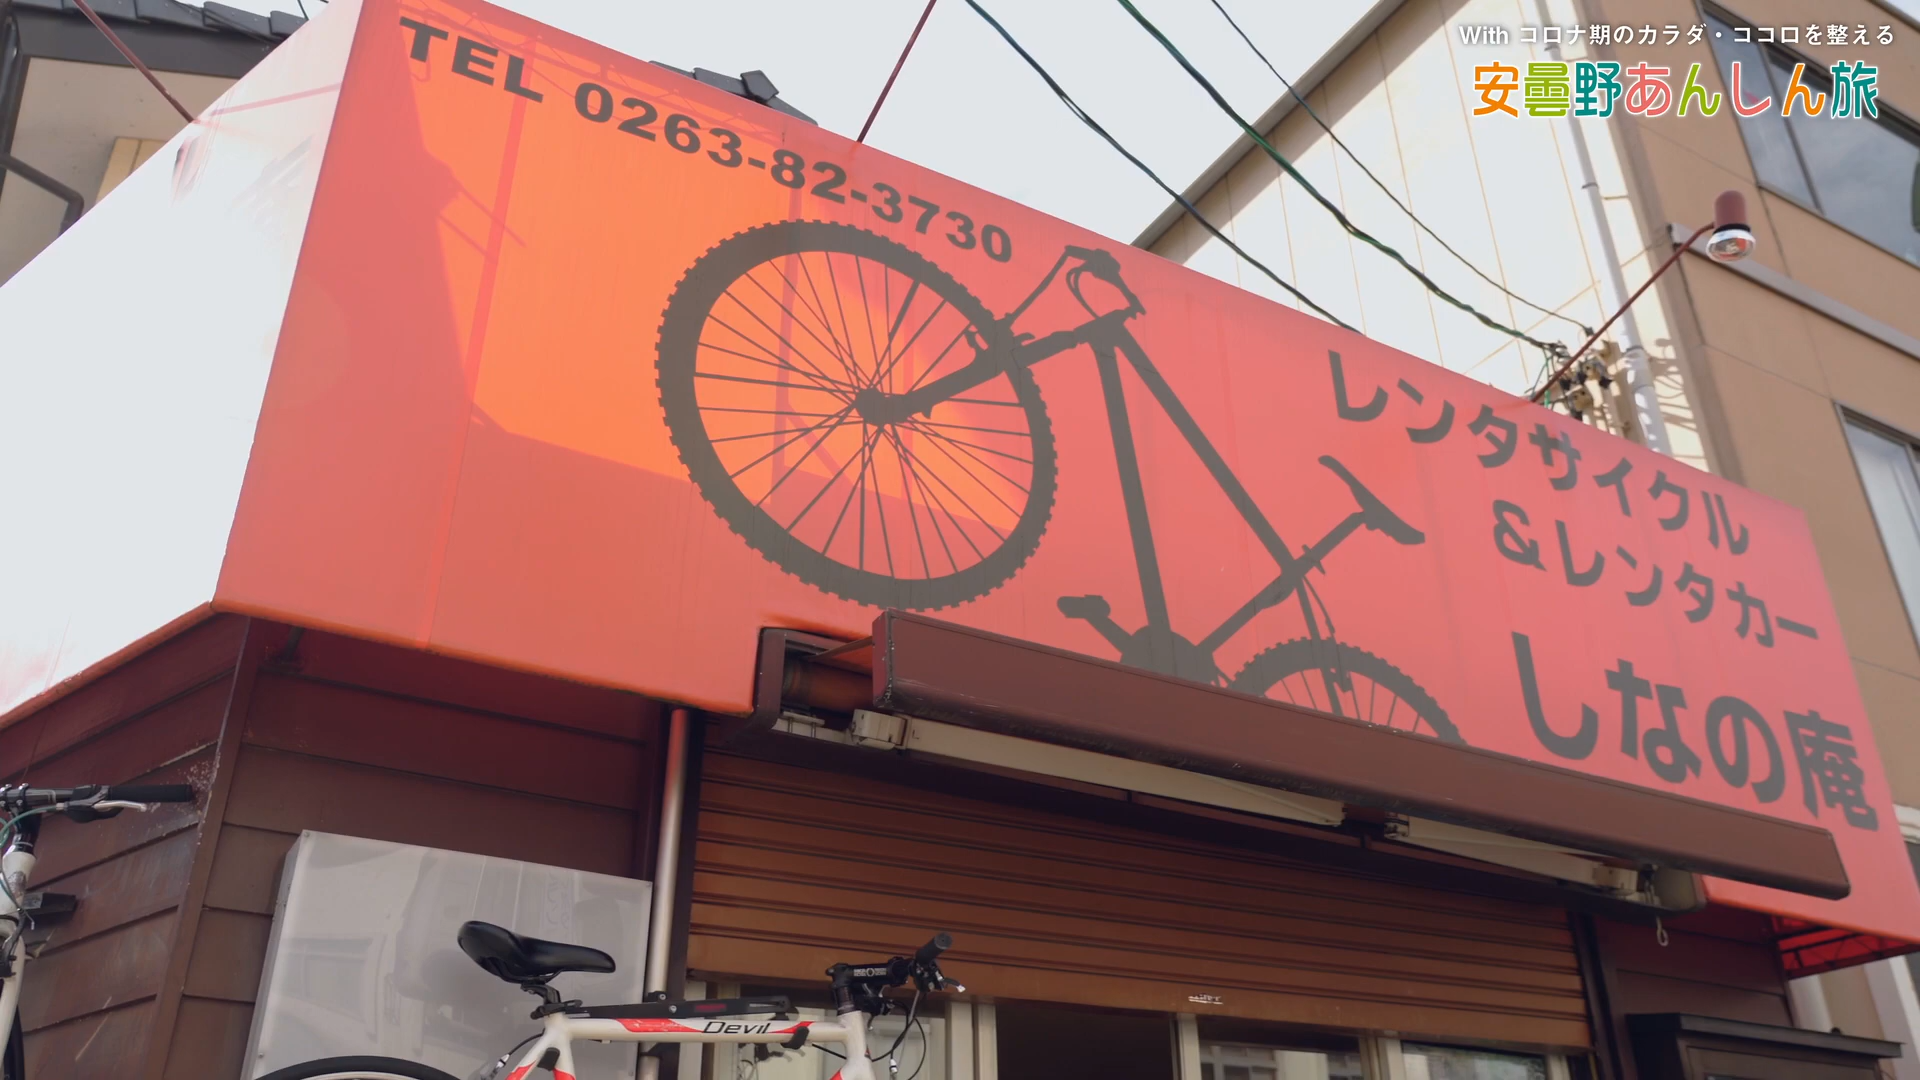 With コロナ期のカラダ・ココロを整える
安曇野あんしん旅
TEL 0263-82-3730
レンタサイクル
&レンタカー
しなの庵
Devil